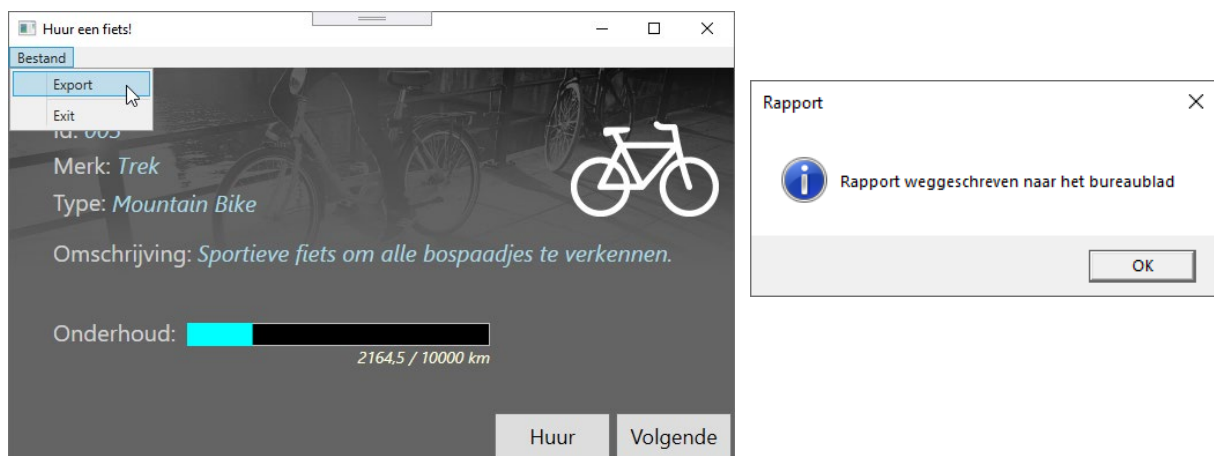 Huur een fiets!
Bestand
Export
Exit
Id: 003
Merk: Trek
Type: Mountain Bike
Omschrijving: Sportieve fiets om alle bospaadjes te verkennen.
Onderhoud:
2164,5 / 10000 km
Huur
Volgende
Rapport
Rapport weggeschreven naar het bureaublad
OK